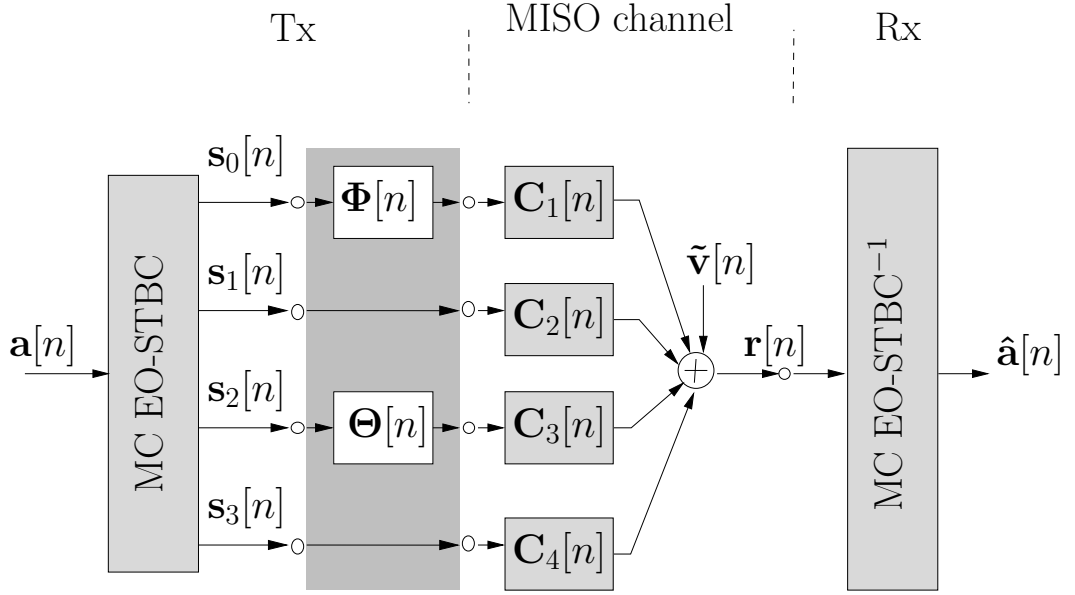 Tx
MISO channel
Rx
s₀[n]
Φ[n]
C₁[n]
ṽ[n]
s₁[n]
C₂[n]
a[n]
MC EO-STBC
r[n]
MC EO-STBC⁻¹
â[n]
s₂[n]
Θ[n]
C₃[n]
s₃[n]
C₄[n]